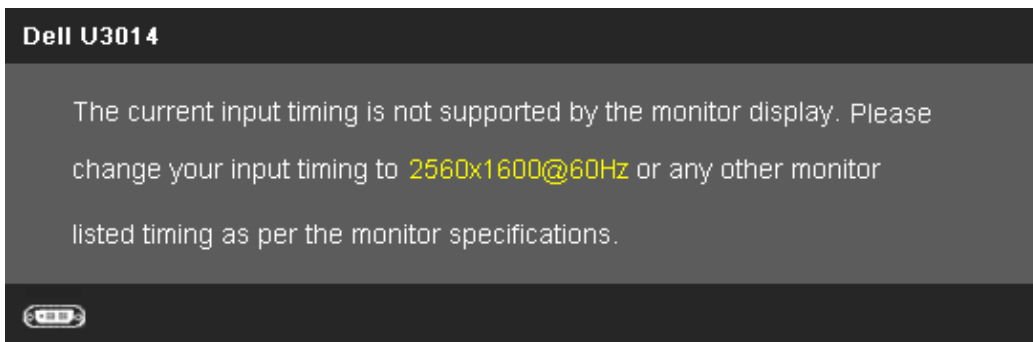 Dell U3014
The current input timing is not supported by the monitor display. Please
change your input timing to 2560x1600@60Hz or any other monitor
listed timing as per the monitor specifications.